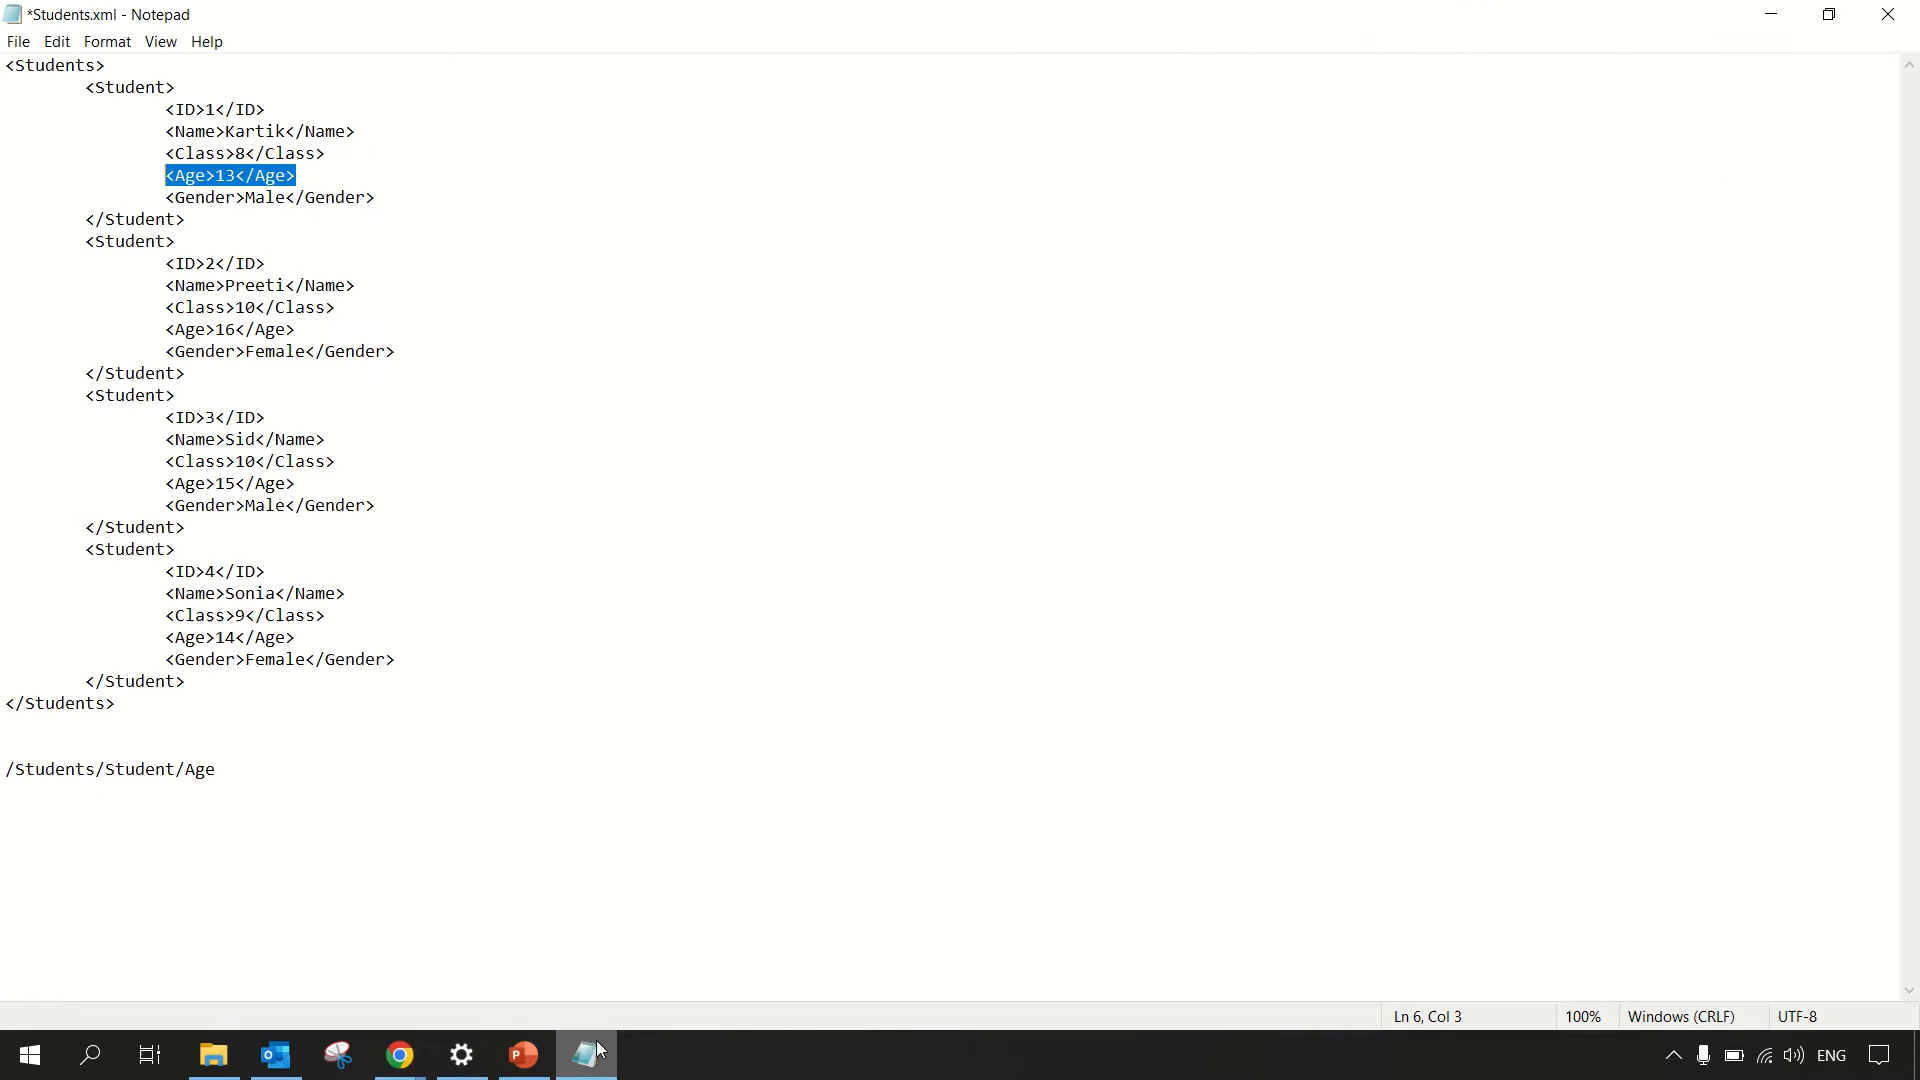 *Students.xml - Notepad
File Edit Format View Help
<Students>
<Student>
<ID>1</ID>
<Name>Kartik</Name>
<Class>8</Class>
<Age>13</Age>
<Gender>Male</Gender>
</Student>
<Student>
<ID>2</ID>
<Name>Preeti</Name>
<Class>10</Class>
<Age>16</Age>
<Gender>Female</Gender>
</Student>
<Student>
<ID>3</ID>
<Name>Sid</Name>
<Class>10</Class>
<Age>15</Age>
<Gender>Male</Gender>
</Student>
<Student>
<ID>4</ID>
<Name>Sonia</Name>
<Class>9</Class>
<Age>14</Age>
<Gender>Female</Gender>
</Student>
</Students>
/Students/Student/Age
Ln 6, Col 3 100% Windows (CRLF) UTF-8
ENG